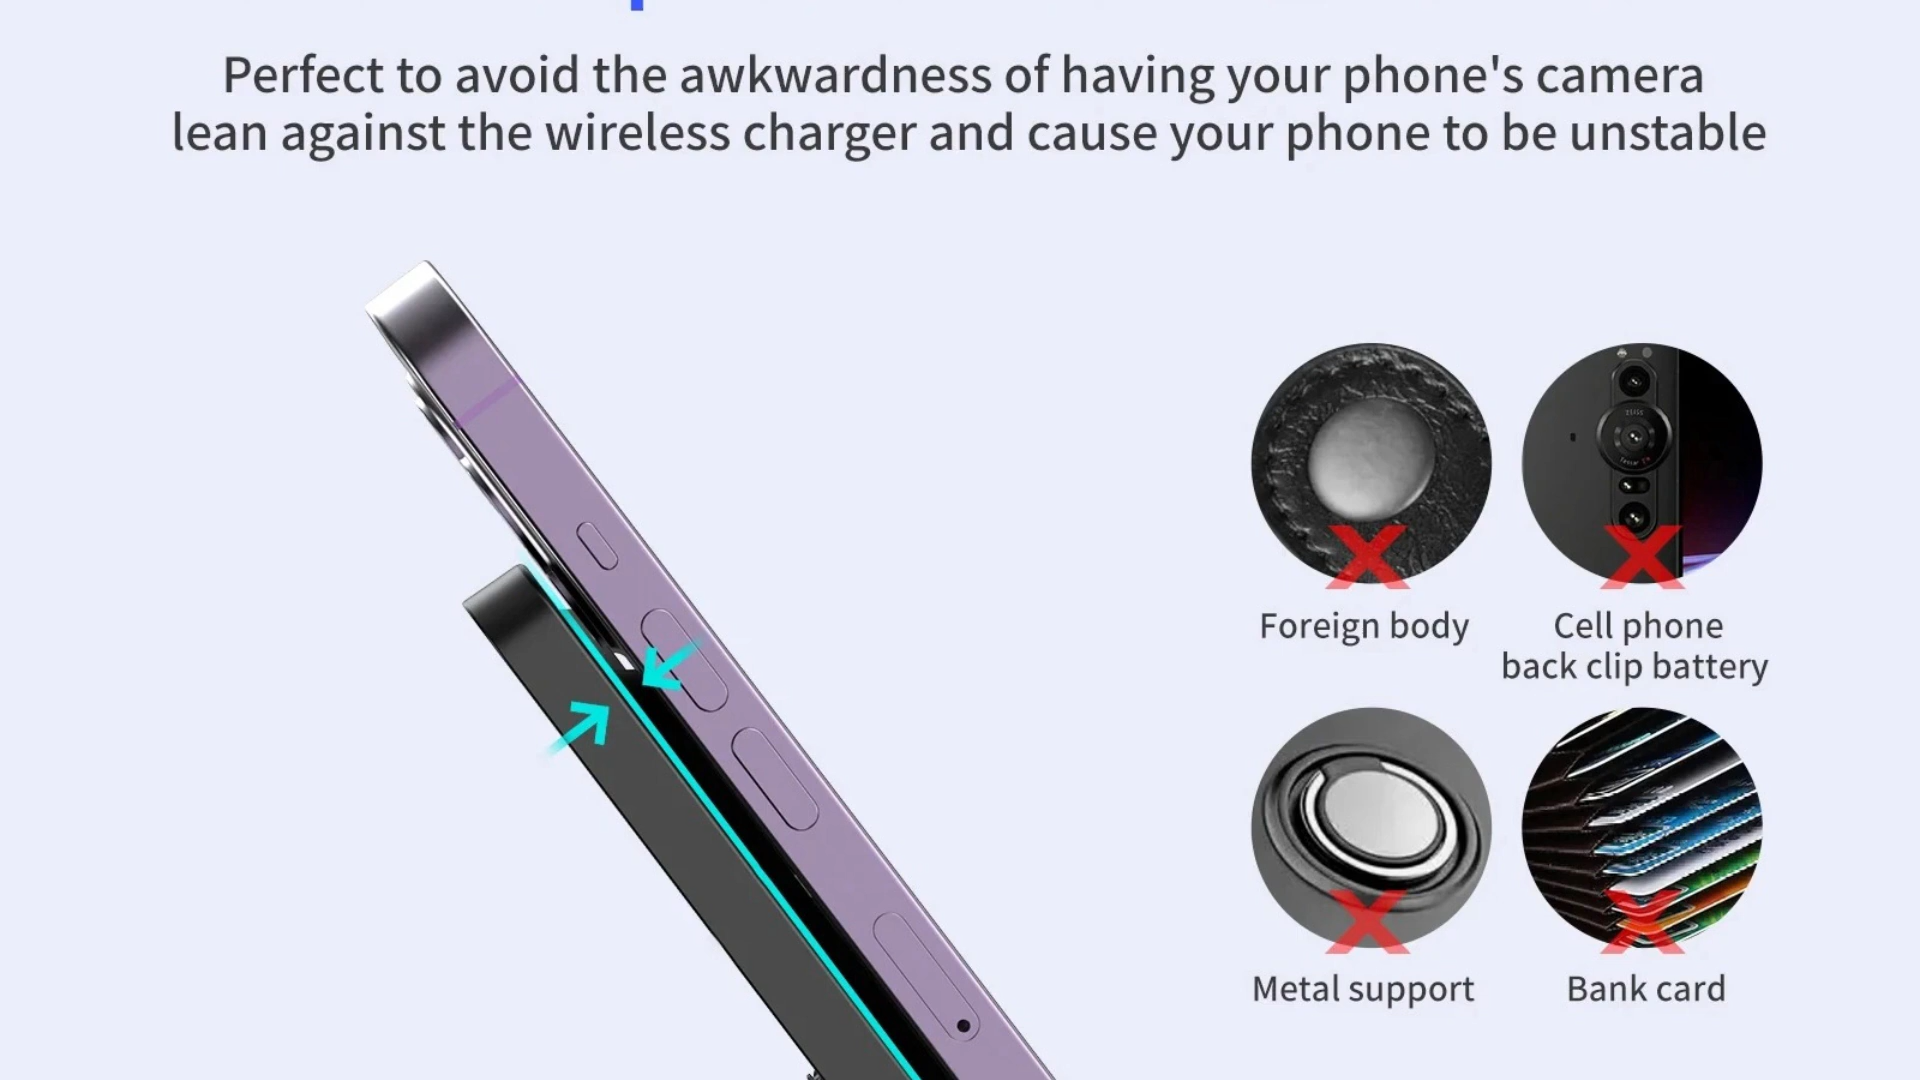 Perfect to avoid the awkwardness of having your phone's camera
lean against the wireless charger and cause your phone to be unstable
Foreign body
Cell phone
back clip battery
Metal support
Bank card